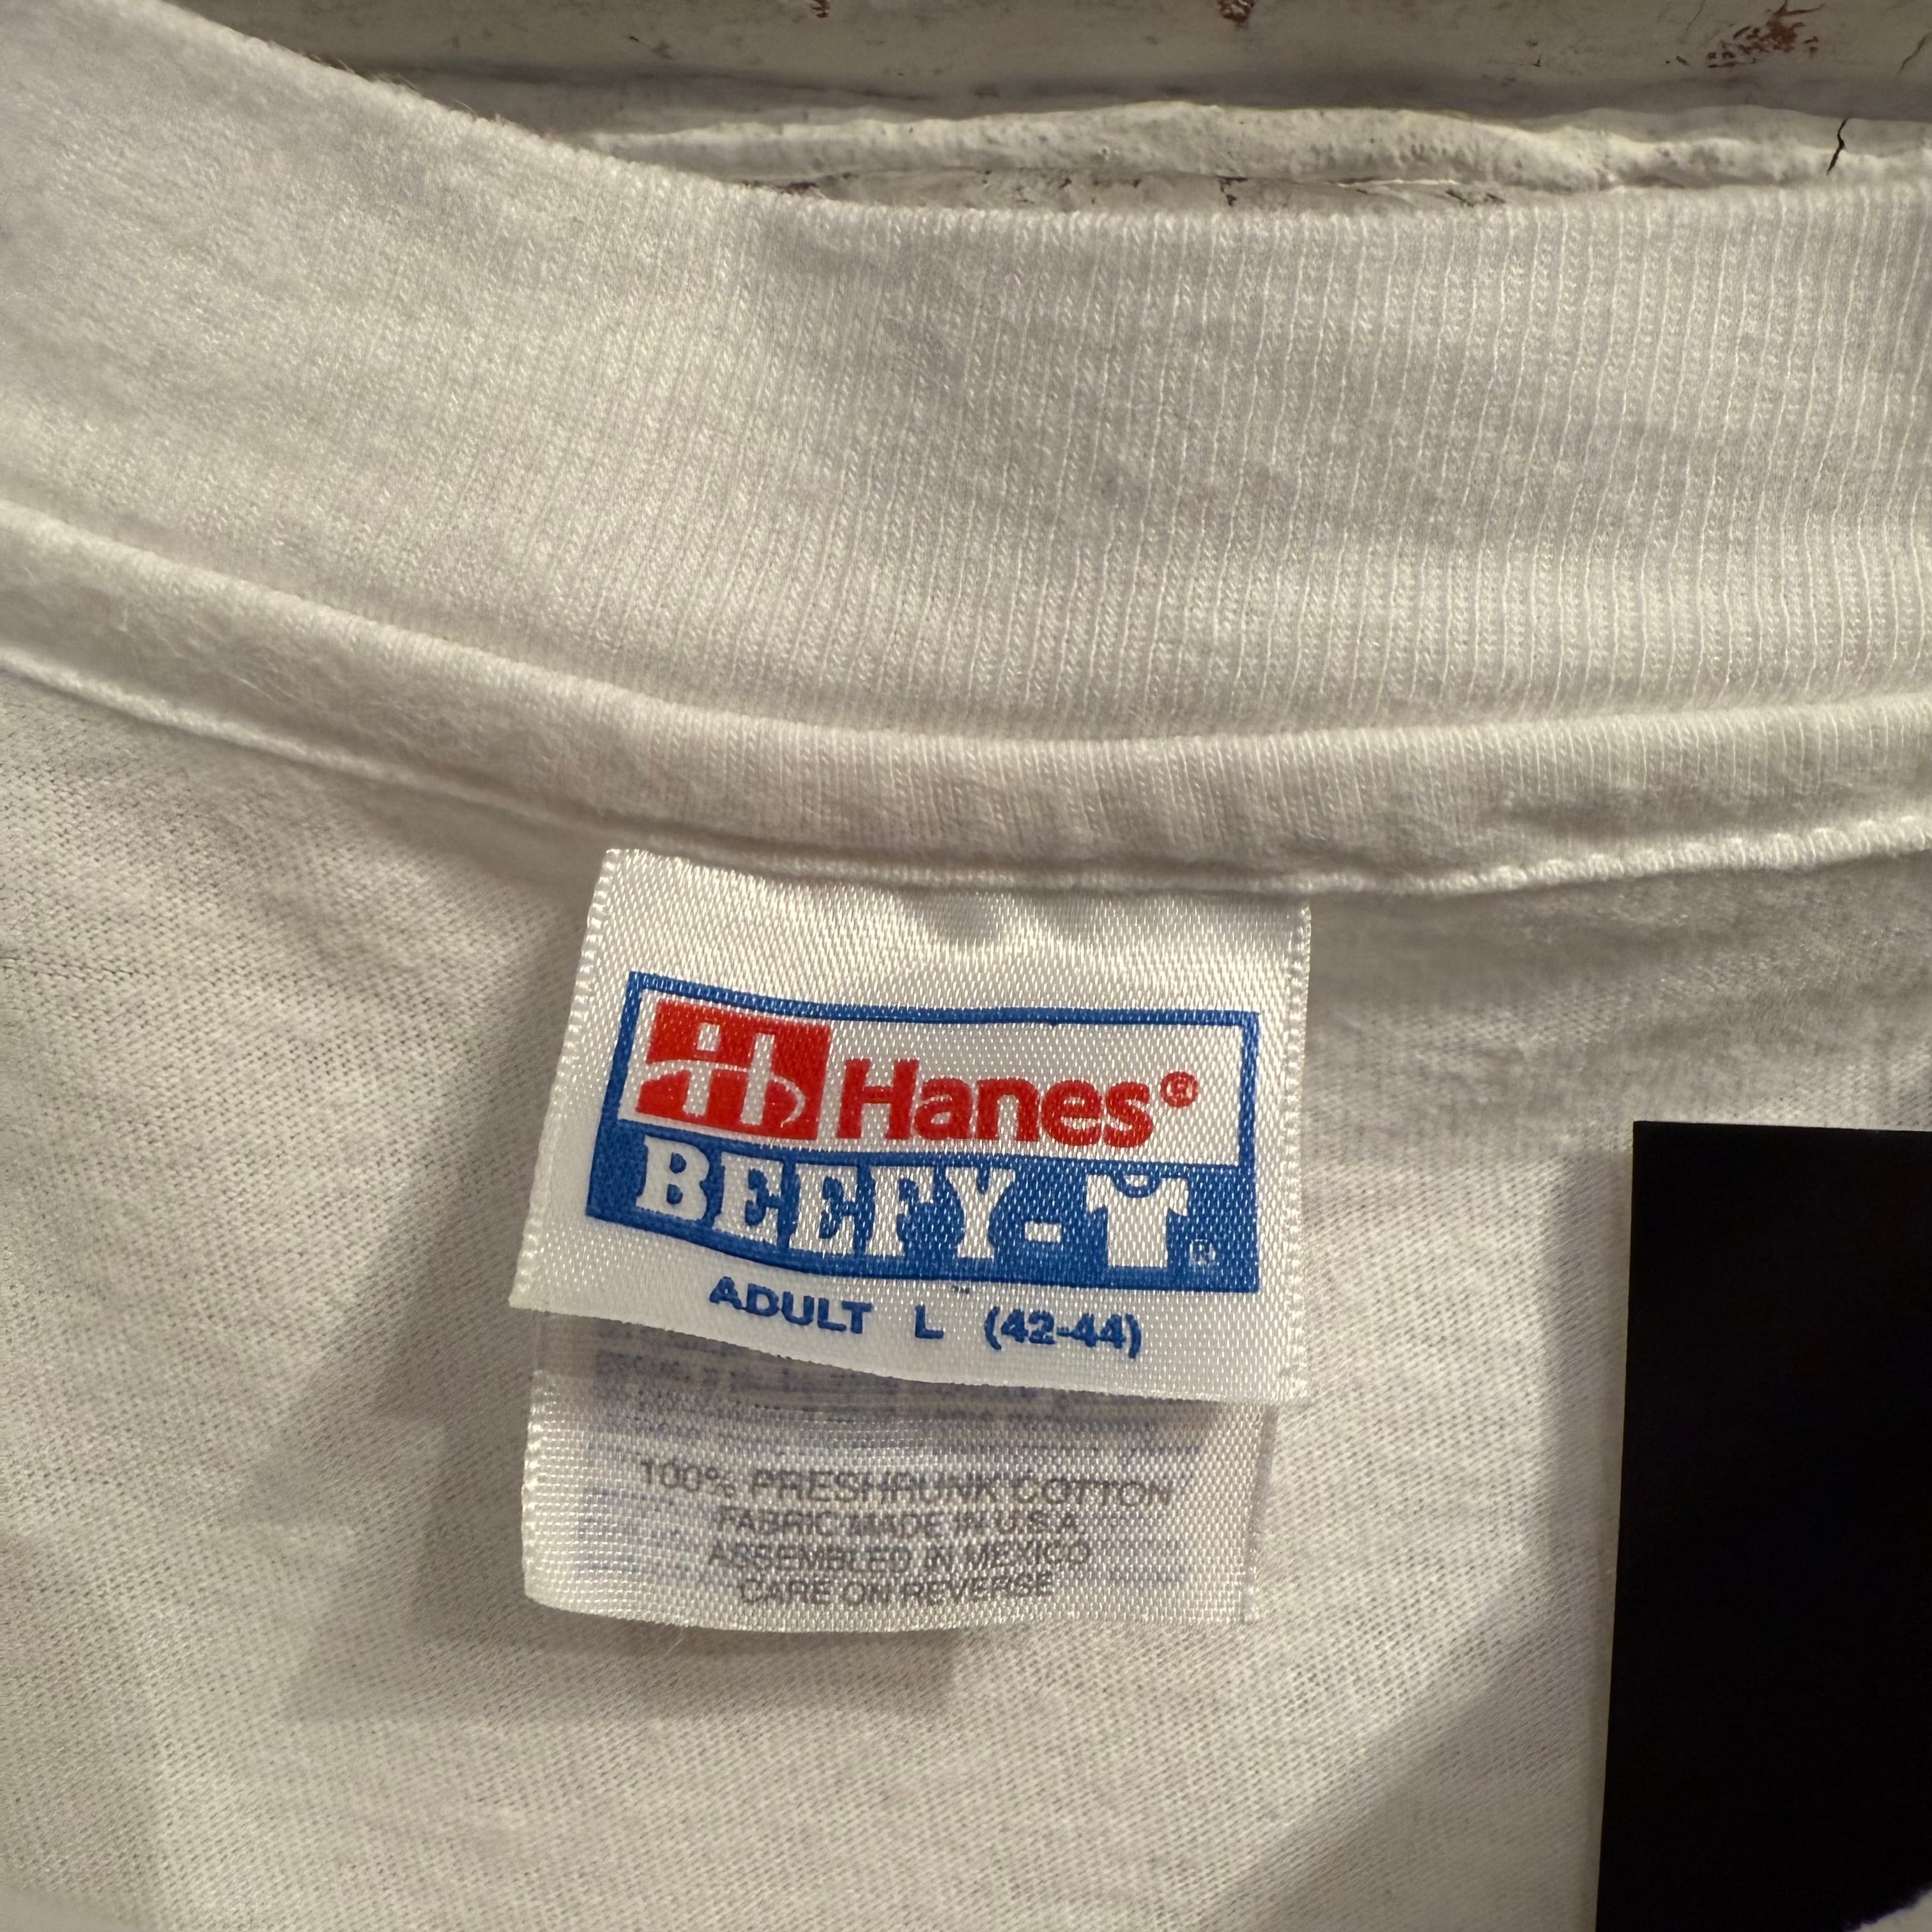 Hanes®
BEEFY-T®
ADULT L (42-44)
100% PRESHRUNK COTTON
FABRIC MADE IN U.S.A.
ASSEMBLED IN MEXICO
CARE ON REVERSE